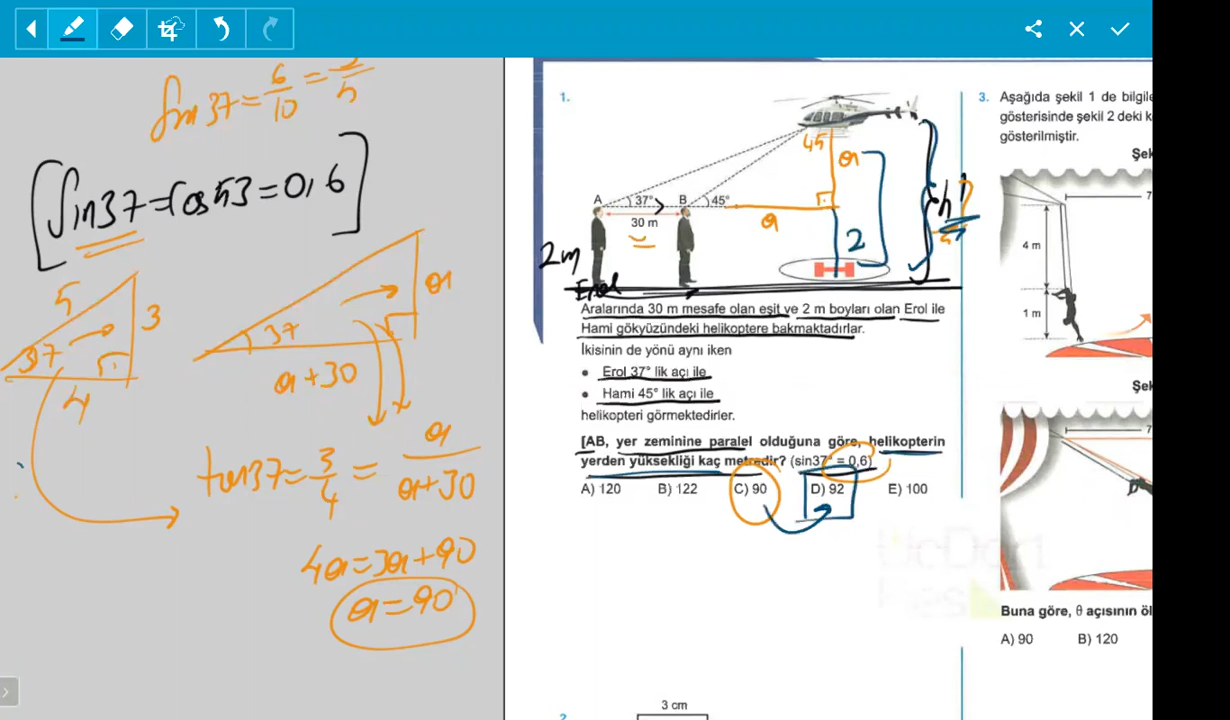 sin37=6/10=
[Sin37=Cos53=0,6]
5
3
37
4
37
a
a+30
tan37=3/4=a/a+30
4a=3a+90
a=90
1.
45
a
A
37°
B
45°
30 m
a
2
h
2m
Erol
Aralarında 30 m mesafe olan eşit ve 2 m boyları olan Erol ile
Hami gökyüzündeki helikoptere bakmaktadırlar.
İkisinin de yönü aynı iken
• Erol 37° lik açı ile
• Hami 45° lik açı ile
helikopteri görmektedirler.
[AB, yer zeminine paralel olduğuna göre, helikopterin
yerden yüksekliği kaç metredir? (sin37° = 0,6)
A) 120 B) 122 C) 90 D) 92 E) 100
2.
3 cm
3. Aşağıda şekil 1 de bilgile
gösterisinde şekil 2 deki k
gösterilmiştir.
Şek
7
4 m
1 m
Şek
7
Buna göre, θ açısının öl
A) 90 B) 120